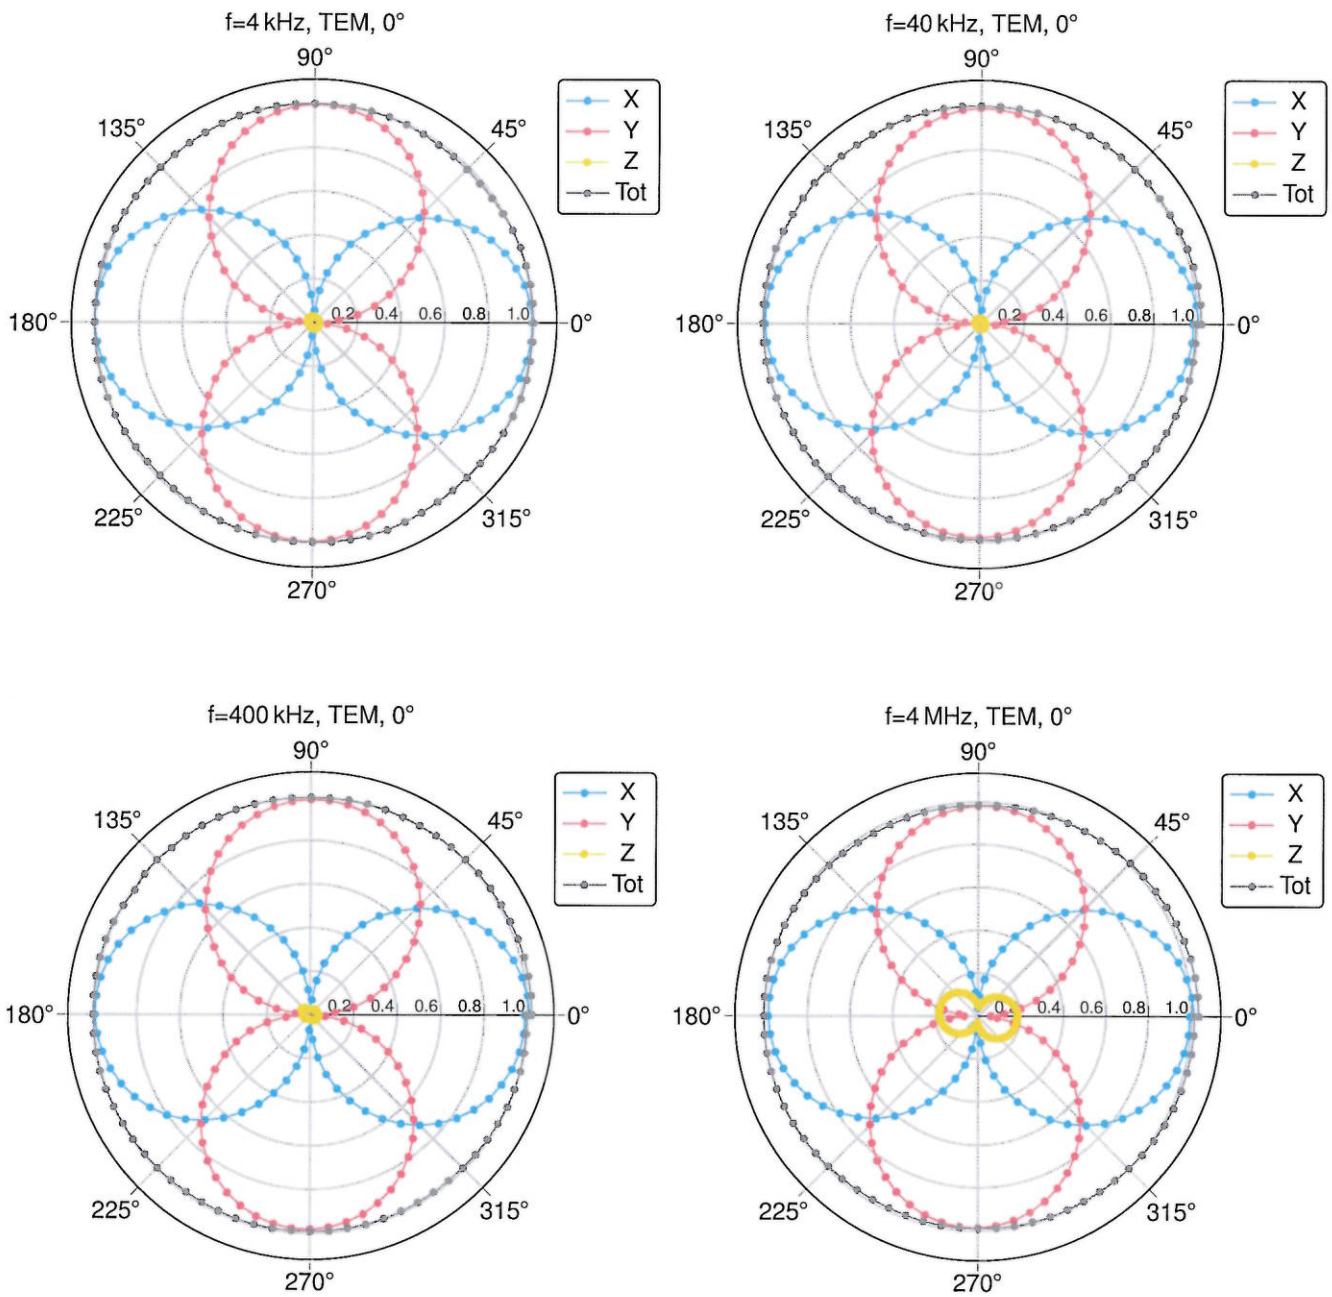 f=4 kHz, TEM, 0°
90°
135°
45°
X
Y
Z
Tot
180°
0.2 0.4 0.6 0.8 1.0
0°
225°
315°
270°
f=40 kHz, TEM, 0°
90°
135°
45°
X
Y
Z
Tot
180°
0.2 0.4 0.6 0.8 1.0
0°
225°
315°
270°
f=400 kHz, TEM, 0°
90°
135°
45°
X
Y
Z
Tot
180°
0.2 0.4 0.6 0.8 1.0
0°
225°
315°
270°
f=4 MHz, TEM, 0°
90°
135°
45°
X
Y
Z
Tot
180°
0.4 0.6 0.8 1.0
0°
225°
315°
270°